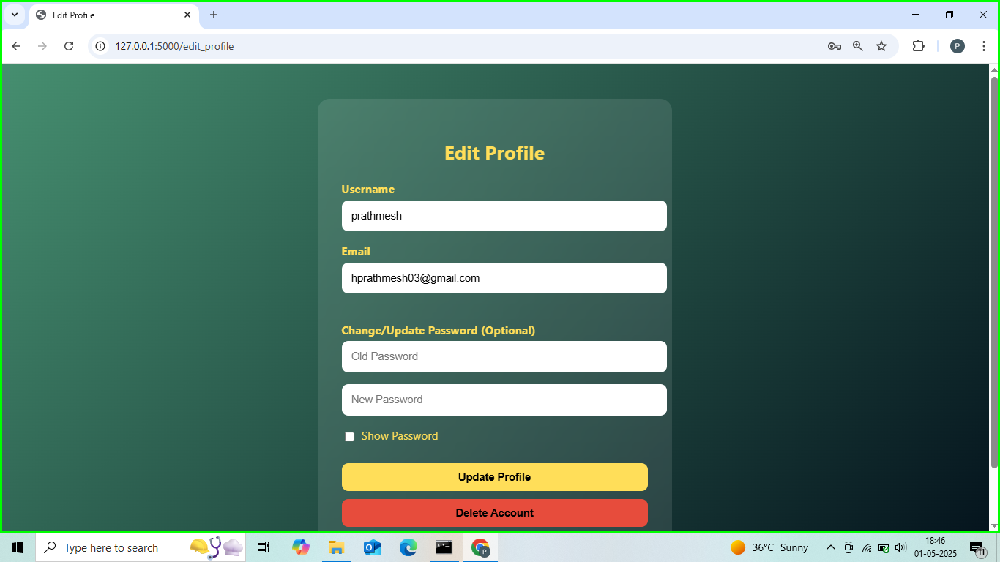 Edit Profile
127.0.0.1:5000/edit_profile
P
Edit Profile
Username
prathmesh
Email
hprathmesh03@gmail.com
Change/Update Password (Optional)
Old Password
New Password
Show Password
Update Profile
Delete Account
Type here to search
P
36°C Sunny
18:46
01-05-2025
11